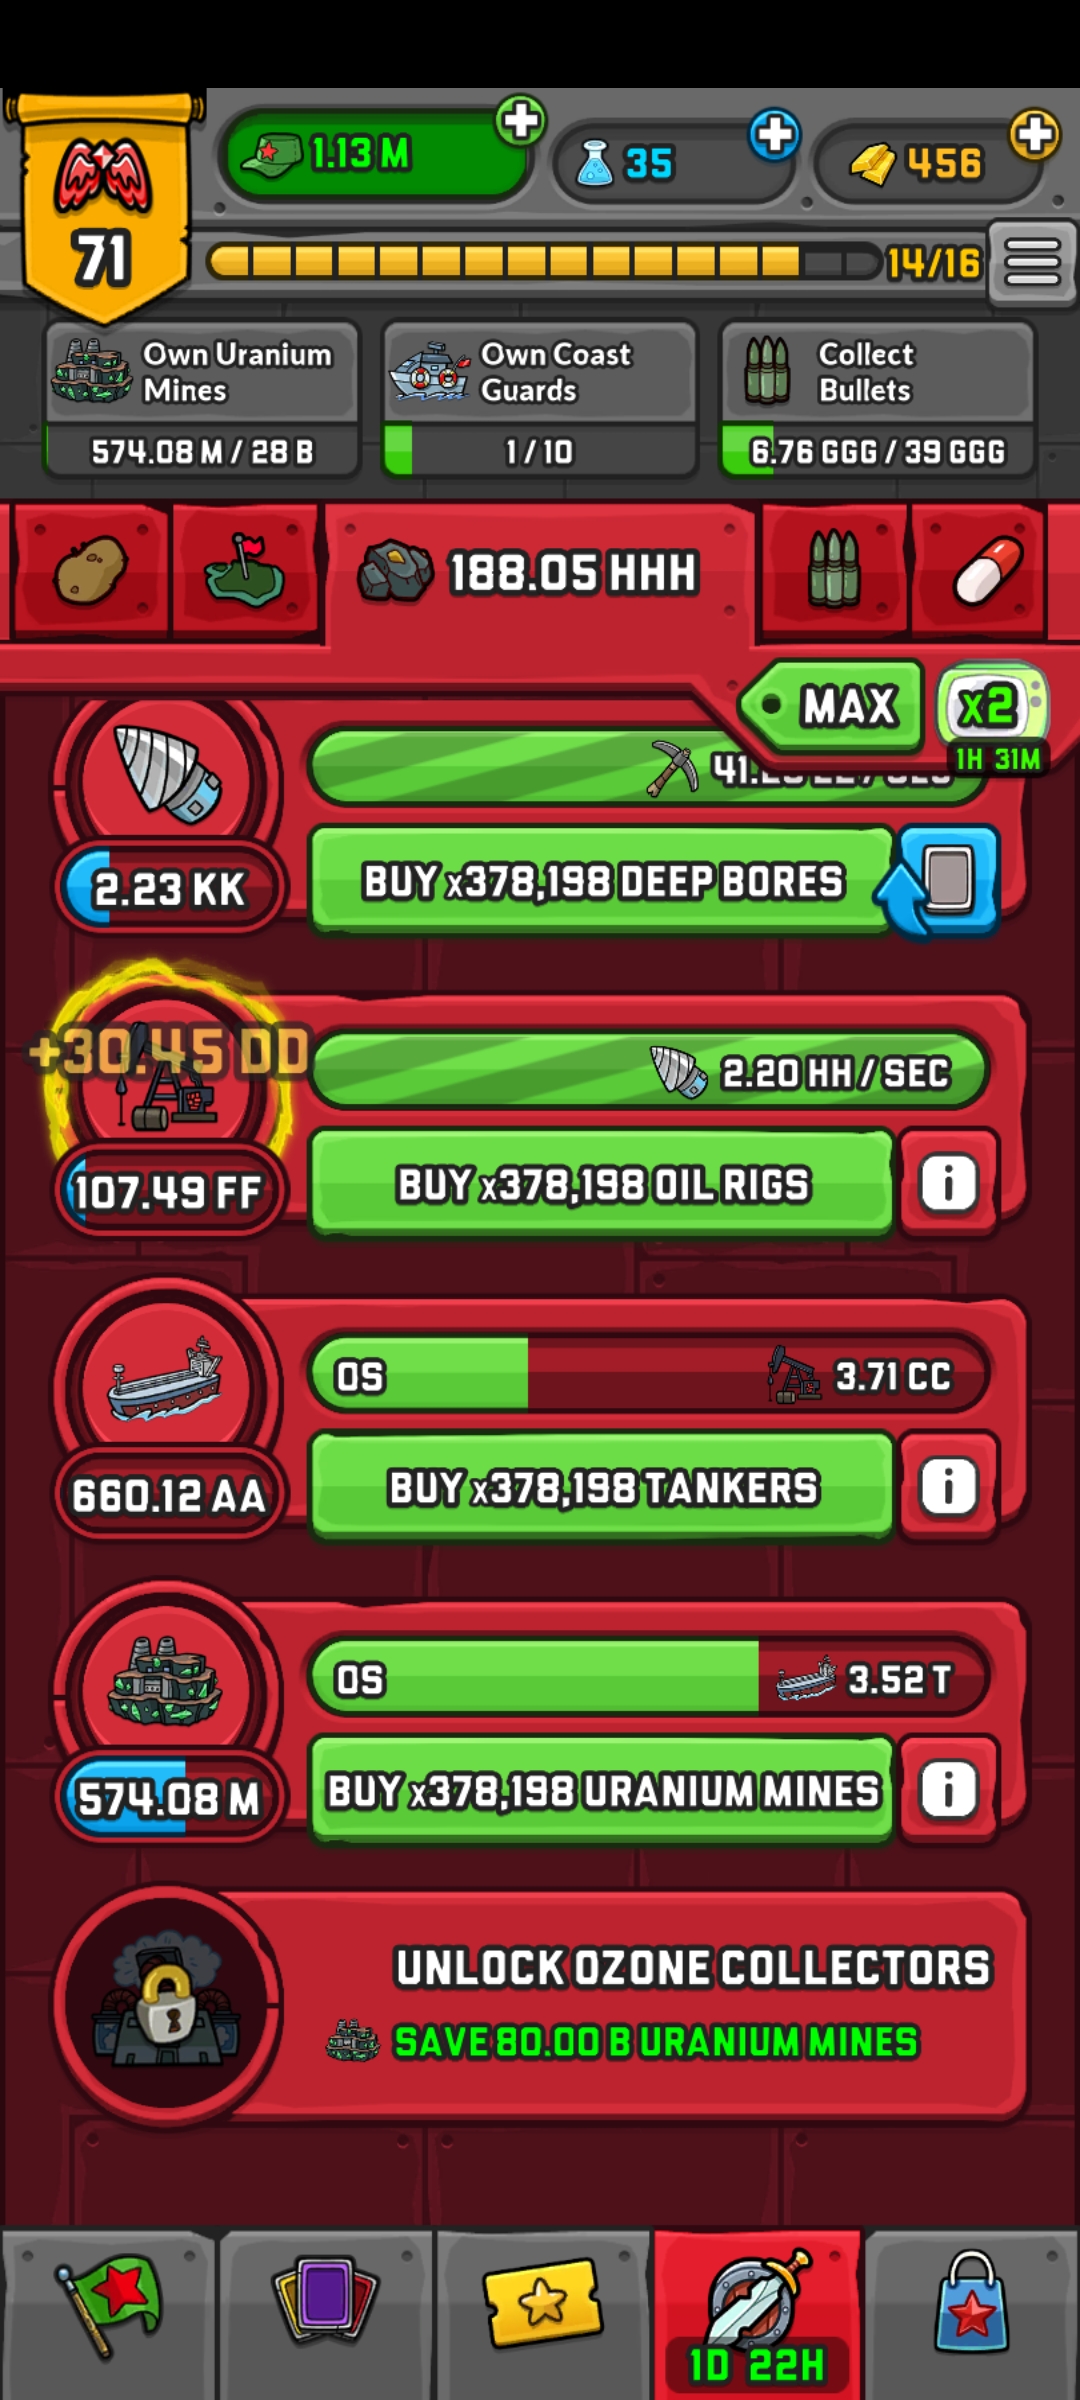 71
1.13 M
35
456
14/16
Own Uranium
Mines
574.08 M / 28 B
Own Coast
Guards
1 / 10
Collect
Bullets
6.76 GGG / 39 GGG
188.05 HHH
MAX
x2
1H 31M
2.23 KK
BUY x378,198 DEEP BORES
+30.45 DD
2.20 HH / SEC
107.49 FF
BUY x378,198 OIL RIGS
i
0S
3.71 CC
660.12 AA
BUY x378,198 TANKERS
i
0S
3.52 T
574.08 M
BUY x378,198 URANIUM MINES
i
UNLOCK OZONE COLLECTORS
SAVE 80.00 B URANIUM MINES
1D 22H